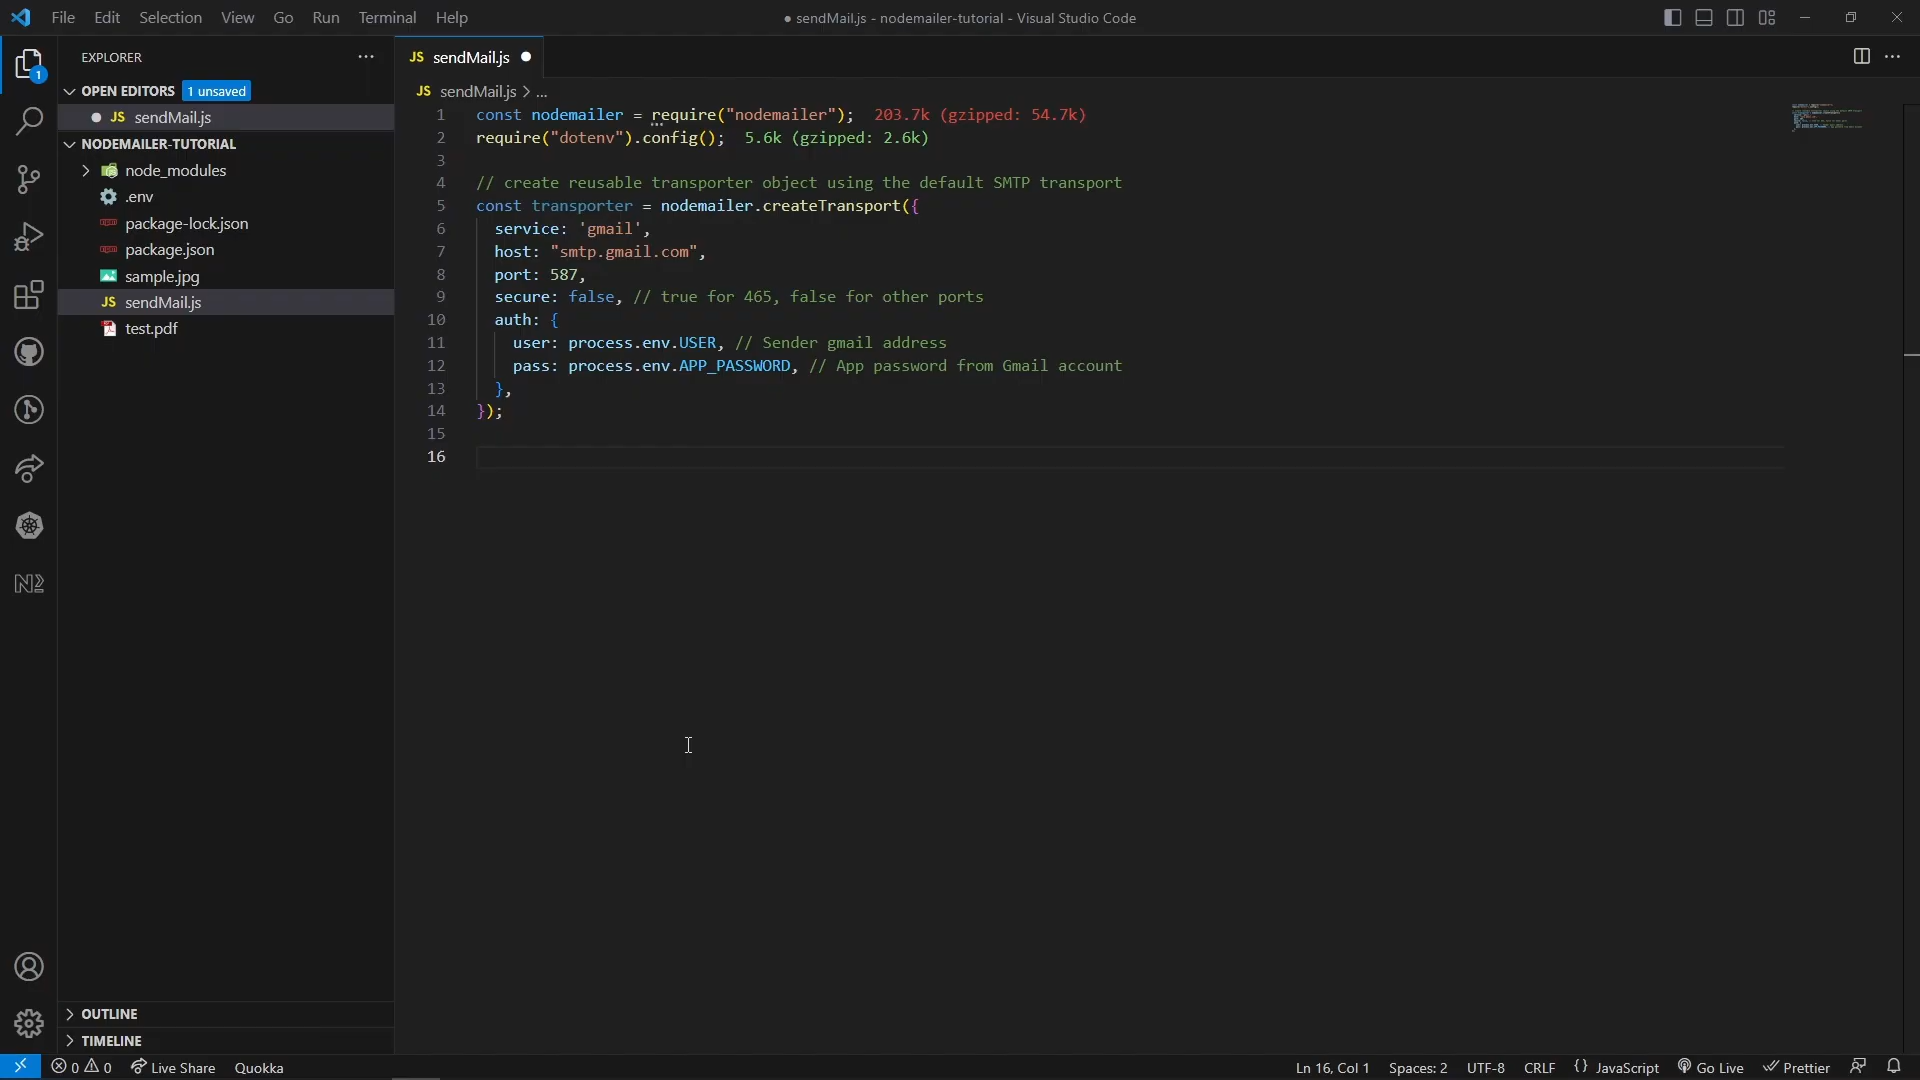 File Edit Selection View Go Run Terminal Help
● sendMail.js - nodemailer-tutorial - Visual Studio Code
EXPLORER
1
OPEN EDITORS 1 unsaved
JS sendMail.js
NODEMAILER-TUTORIAL
node_modules
.env
package-lock.json
package.json
sample.jpg
JS sendMail.js
test.pdf
OUTLINE
TIMELINE
JS sendMail.js
JS sendMail.js > ...
1 const nodemailer = require("nodemailer"); 203.7k (gzipped: 54.7k)
2 require("dotenv").config(); 5.6k (gzipped: 2.6k)
3
4 // create reusable transporter object using the default SMTP transport
5 const transporter = nodemailer.createTransport({
6 service: 'gmail',
7 host: "smtp.gmail.com",
8 port: 587,
9 secure: false, // true for 465, false for other ports
10 auth: {
11 user: process.env.USER, // Sender gmail address
12 pass: process.env.APP_PASSWORD, // App password from Gmail account
13 },
14 });
15
16
0 0 Live Share Quokka
Ln 16, Col 1 Spaces: 2 UTF-8 CRLF {} JavaScript Go Live Prettier